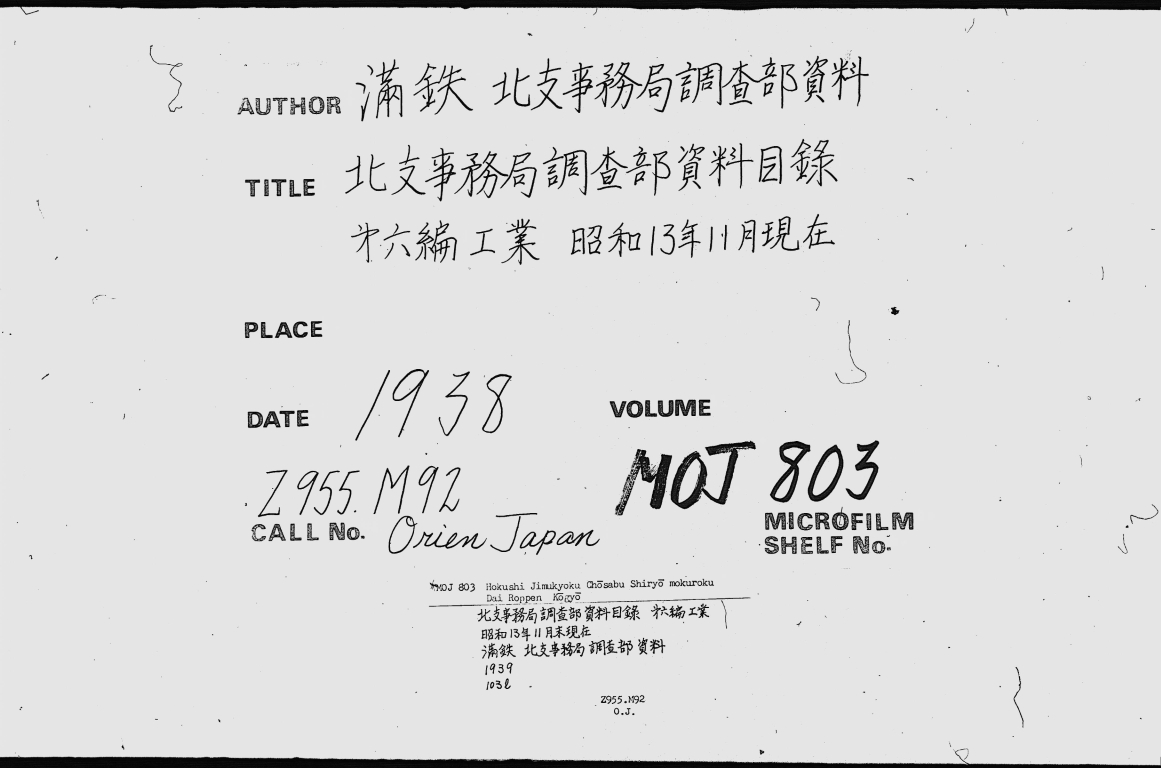 AUTHOR 満鉄 北支事務局調査部資料
TITLE 北支事務局調査部資料目錄
㐧六編 工業 昭和13年11月現在
PLACE
DATE 1938
VOLUME
Z955.M92
CALL No. Orien Japan
MOJ 803
MICROFILM
SHELF No.
*MOJ 803 Hokushi Jimukyoku Chōsabu Shiryō mokuroku
Dai Roppen Kōgyō
北支事務局調査部資料目録 㐧六編工業
昭和13年11月末現在
満鉄 北支事務局調査部資料
1939
103l
Z955.M92
O.J.